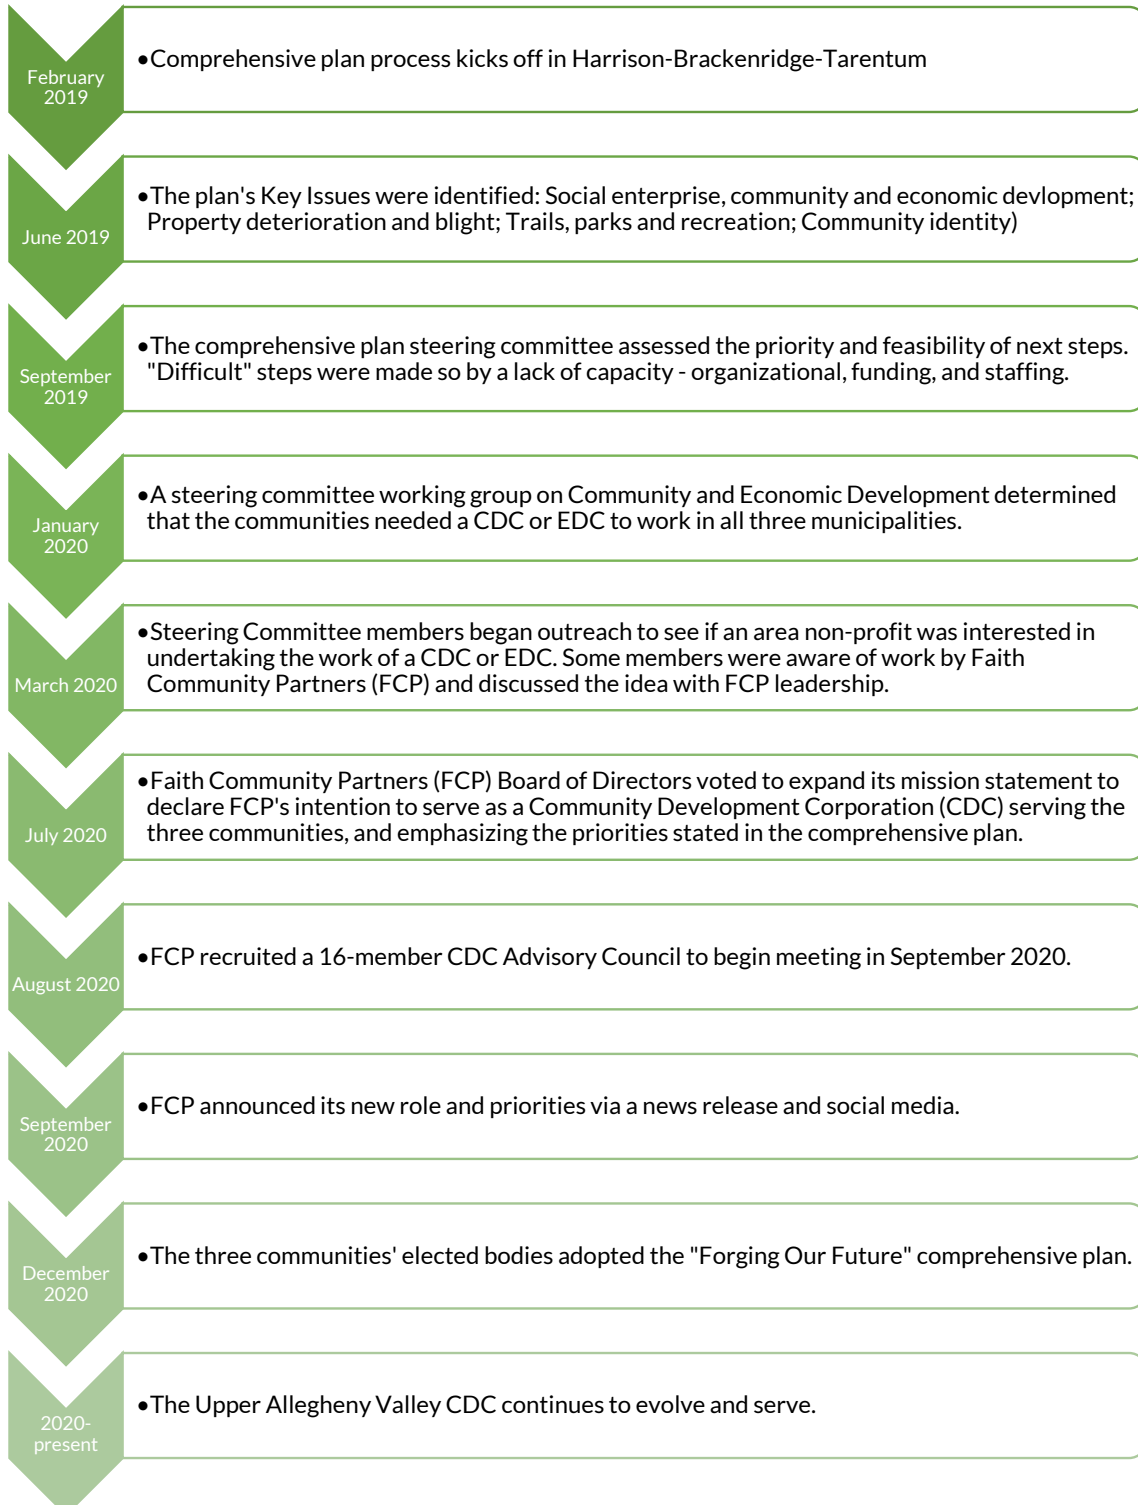 February
2019
•Comprehensive plan process kicks off in Harrison-Brackenridge-Tarentum
June 2019
•The plan's Key Issues were identified: Social enterprise, community and economic devlopment;
Property deterioration and blight; Trails, parks and recreation; Community identity)
September
2019
•The comprehensive plan steering committee assessed the priority and feasibility of next steps.
"Difficult" steps were made so by a lack of capacity - organizational, funding, and staffing.
January
2020
•A steering committee working group on Community and Economic Development determined
that the communities needed a CDC or EDC to work in all three municipalities.
March 2020
•Steering Committee members began outreach to see if an area non-profit was interested in
undertaking the work of a CDC or EDC. Some members were aware of work by Faith
Community Partners (FCP) and discussed the idea with FCP leadership.
July 2020
•Faith Community Partners (FCP) Board of Directors voted to expand its mission statement to
declare FCP's intention to serve as a Community Development Corporation (CDC) serving the
three communities, and emphasizing the priorities stated in the comprehensive plan.
August 2020
•FCP recruited a 16-member CDC Advisory Council to begin meeting in September 2020.
September
2020
•FCP announced its new role and priorities via a news release and social media.
December
2020
•The three communities' elected bodies adopted the "Forging Our Future" comprehensive plan.
2020-
present
•The Upper Allegheny Valley CDC continues to evolve and serve.